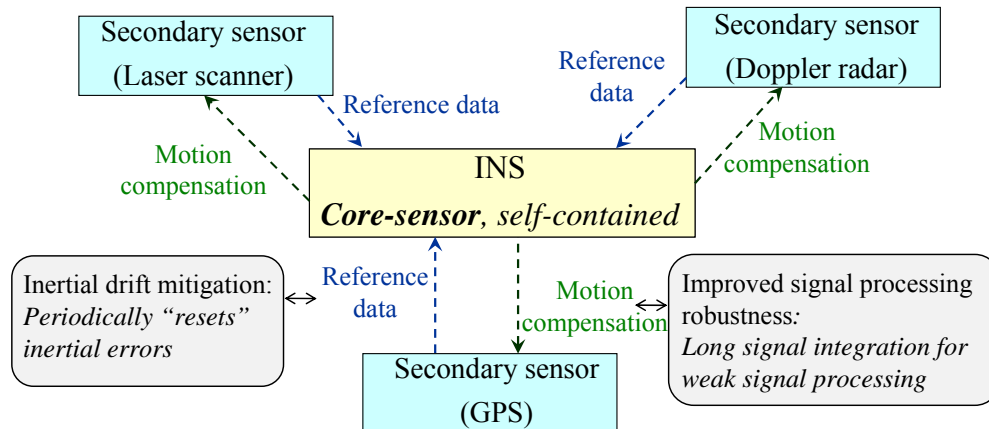 Secondary sensor
(Laser scanner)
Secondary sensor
(Doppler radar)
Reference
data
Reference data
Motion
compensation
Motion
compensation
INS
Core-sensor, self-contained
Inertial drift mitigation:
Periodically “resets”
inertial errors
Reference
data
Motion
compensation
Improved signal processing
robustness:
Long signal integration for
weak signal processing
Secondary sensor
(GPS)